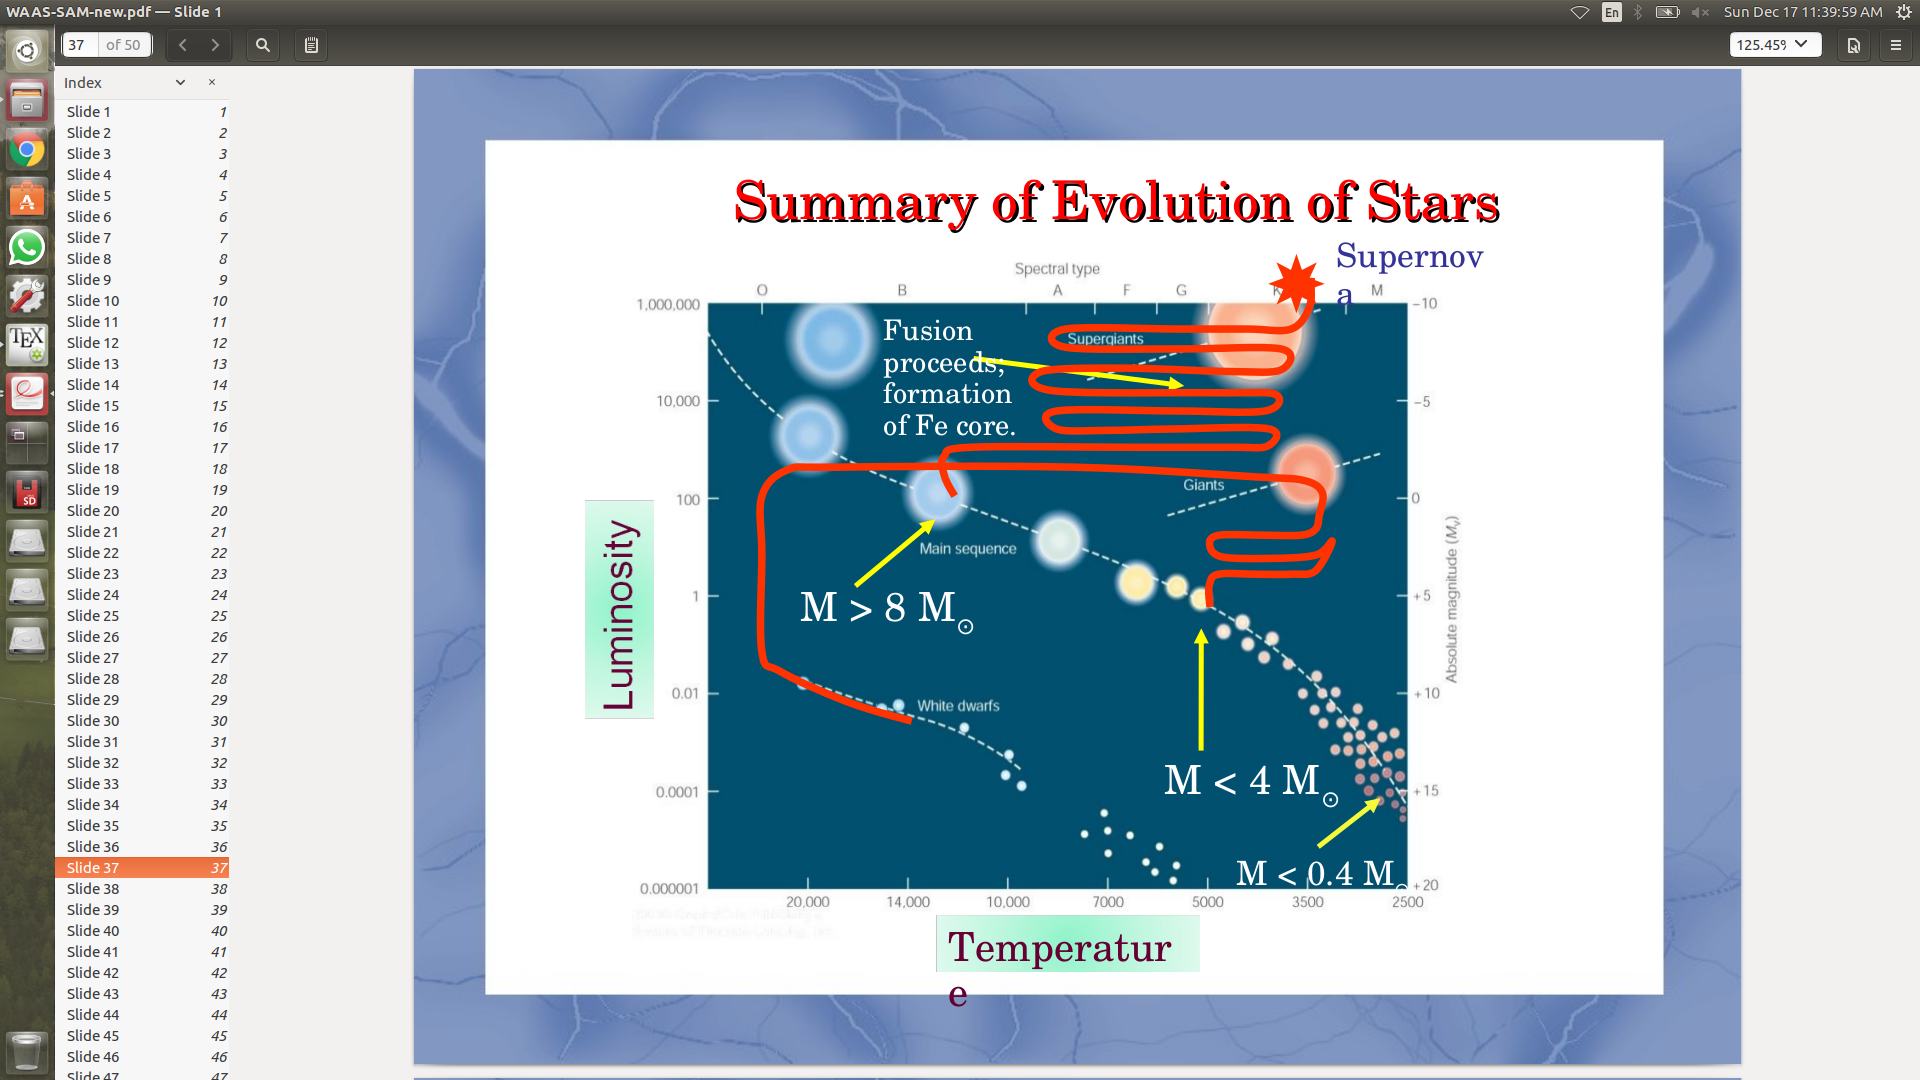 WAAS-SAM-new.pdf — Slide 1
En
Sun Dec 17 11:39:59 AM
37 of 50
125.45%
Index
Slide 1 1
Slide 2 2
Slide 3 3
Slide 4 4
Slide 5 5
Slide 6 6
Slide 7 7
Slide 8 8
Slide 9 9
Slide 10 10
Slide 11 11
Slide 12 12
Slide 13 13
Slide 14 14
Slide 15 15
Slide 16 16
Slide 17 17
Slide 18 18
Slide 19 19
Slide 20 20
Slide 21 21
Slide 22 22
Slide 23 23
Slide 24 24
Slide 25 25
Slide 26 26
Slide 27 27
Slide 28 28
Slide 29 29
Slide 30 30
Slide 31 31
Slide 32 32
Slide 33 33
Slide 34 34
Slide 35 35
Slide 36 36
Slide 37 37
Slide 38 38
Slide 39 39
Slide 40 40
Slide 41 41
Slide 42 42
Slide 43 43
Slide 44 44
Slide 45 45
Slide 46 46
Slide 47 47
TEX
SD
Summary of Evolution of Stars
Supernov
a
Spectral type
O B A F G K M
1,000,000
10,000
100
1
0.01
0.0001
0.000001
Luminosity
Fusion
proceeds;
formation
of Fe core.
Supergiants
Giants
Main sequence
M > 8 M⊙
White dwarfs
M < 4 M⊙
M < 0.4 M⊙
−10
−5
0
+5
+10
+15
+20
Absolute magnitude (Mv)
20,000 14,000 10,000 7000 5000 3500 2500
Temperatur
e